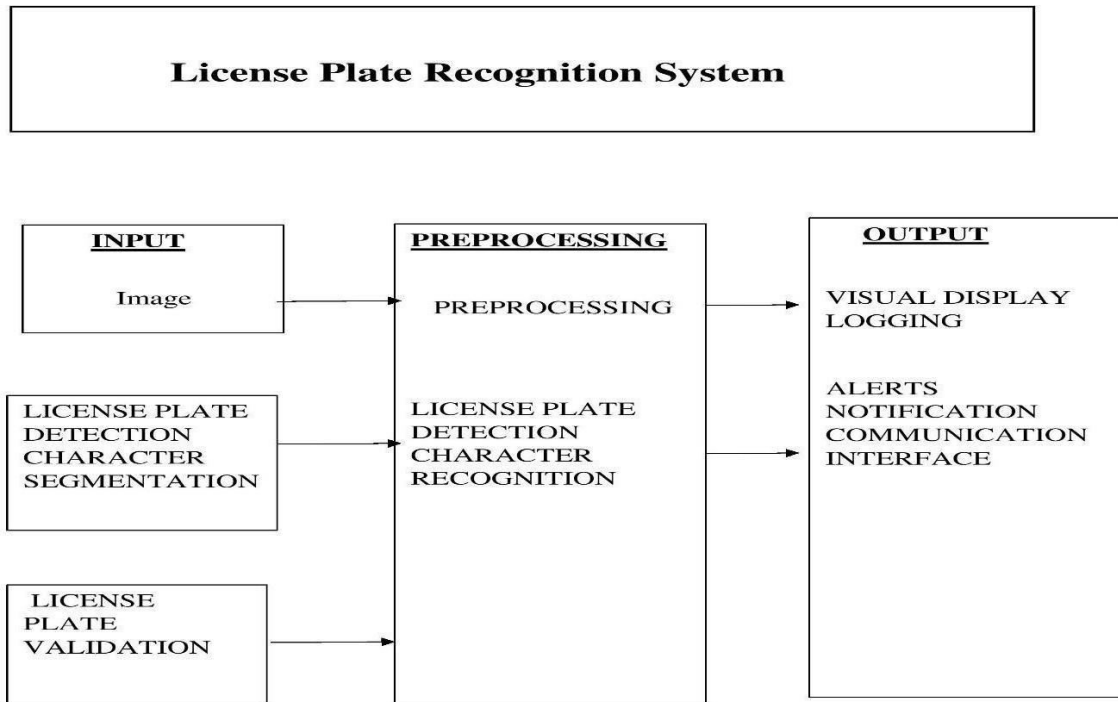 License Plate Recognition System
INPUT
Image
LICENSE PLATE
DETECTION
CHARACTER
SEGMENTATION
LICENSE
PLATE
VALIDATION
PREPROCESSING
PREPROCESSING
LICENSE PLATE
DETECTION
CHARACTER
RECOGNITION
OUTPUT
VISUAL DISPLAY
LOGGING
ALERTS
NOTIFICATION
COMMUNICATION
INTERFACE